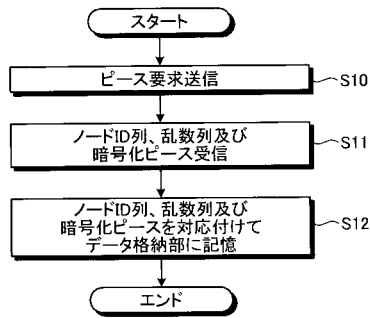 スタート
ピース要求送信
S10
ノードID列、乱数列及び
暗号化ピース受信
S11
ノードID列、乱数列及び
暗号化ピースを対応付けて
データ格納部に記憶
S12
エンド